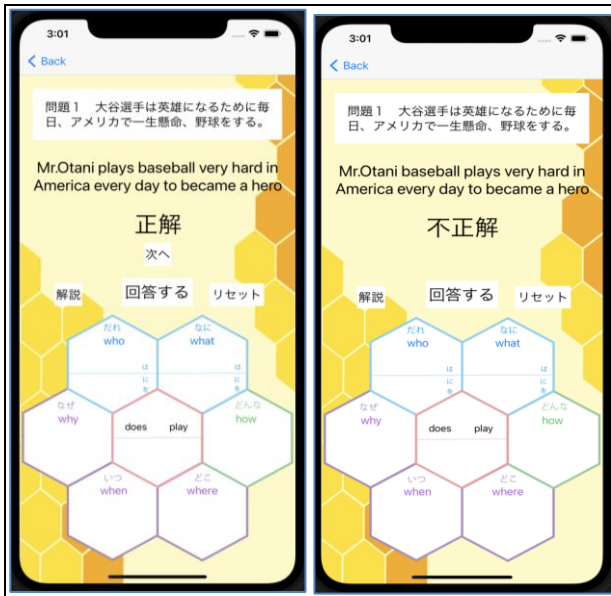 3:01
Back
問題1 大谷選手は英雄になるために毎
日、アメリカで一生懸命、野球をする。
Mr.Otani plays baseball very hard in
America every day to became a hero
正解
次へ
解説 回答する リセット
だれ なに
who what
は は
に に
を を
なぜ どんな
why how
does play
いつ どこ
when where
3:01
Back
問題1 大谷選手は英雄になるために毎
日、アメリカで一生懸命、野球をする。
Mr.Otani baseball plays very hard in
America every day to became a hero
不正解
解説 回答する リセット
だれ なに
who what
は は
に に
を を
なぜ どんな
why how
does play
いつ どこ
when where